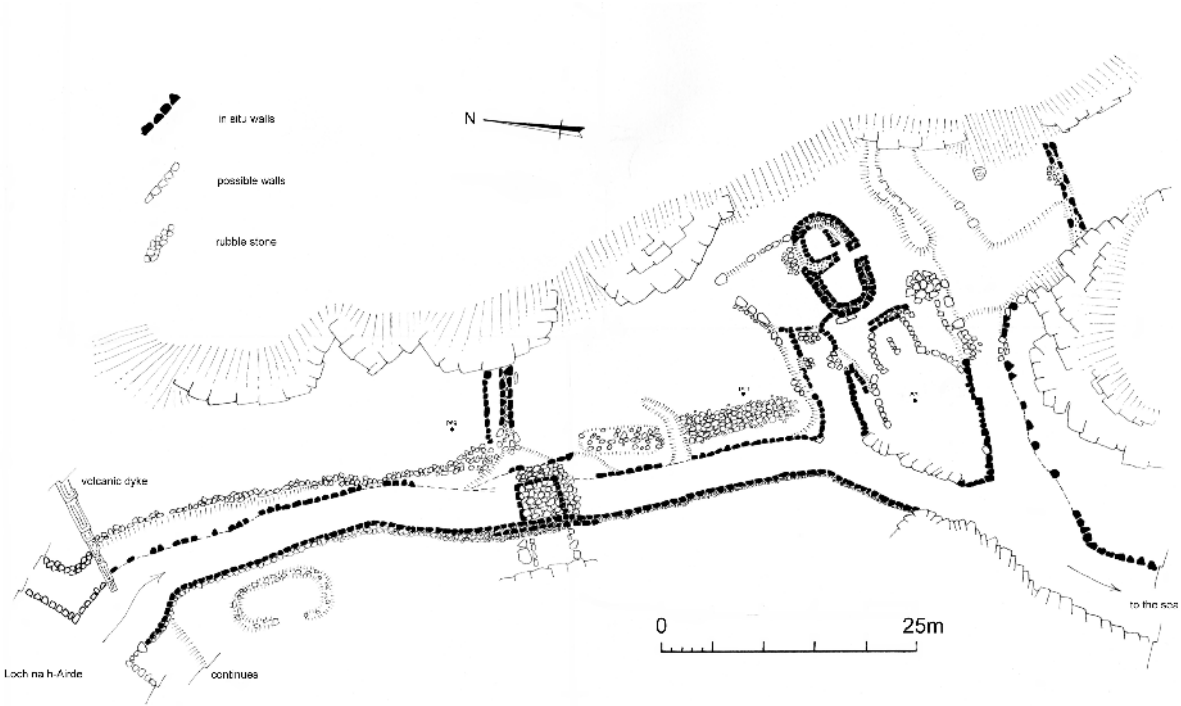 in situ walls
N
possible walls
rubble stone
volcanic dyke
to the sea
0 25m
Loch na h-Airde
continues